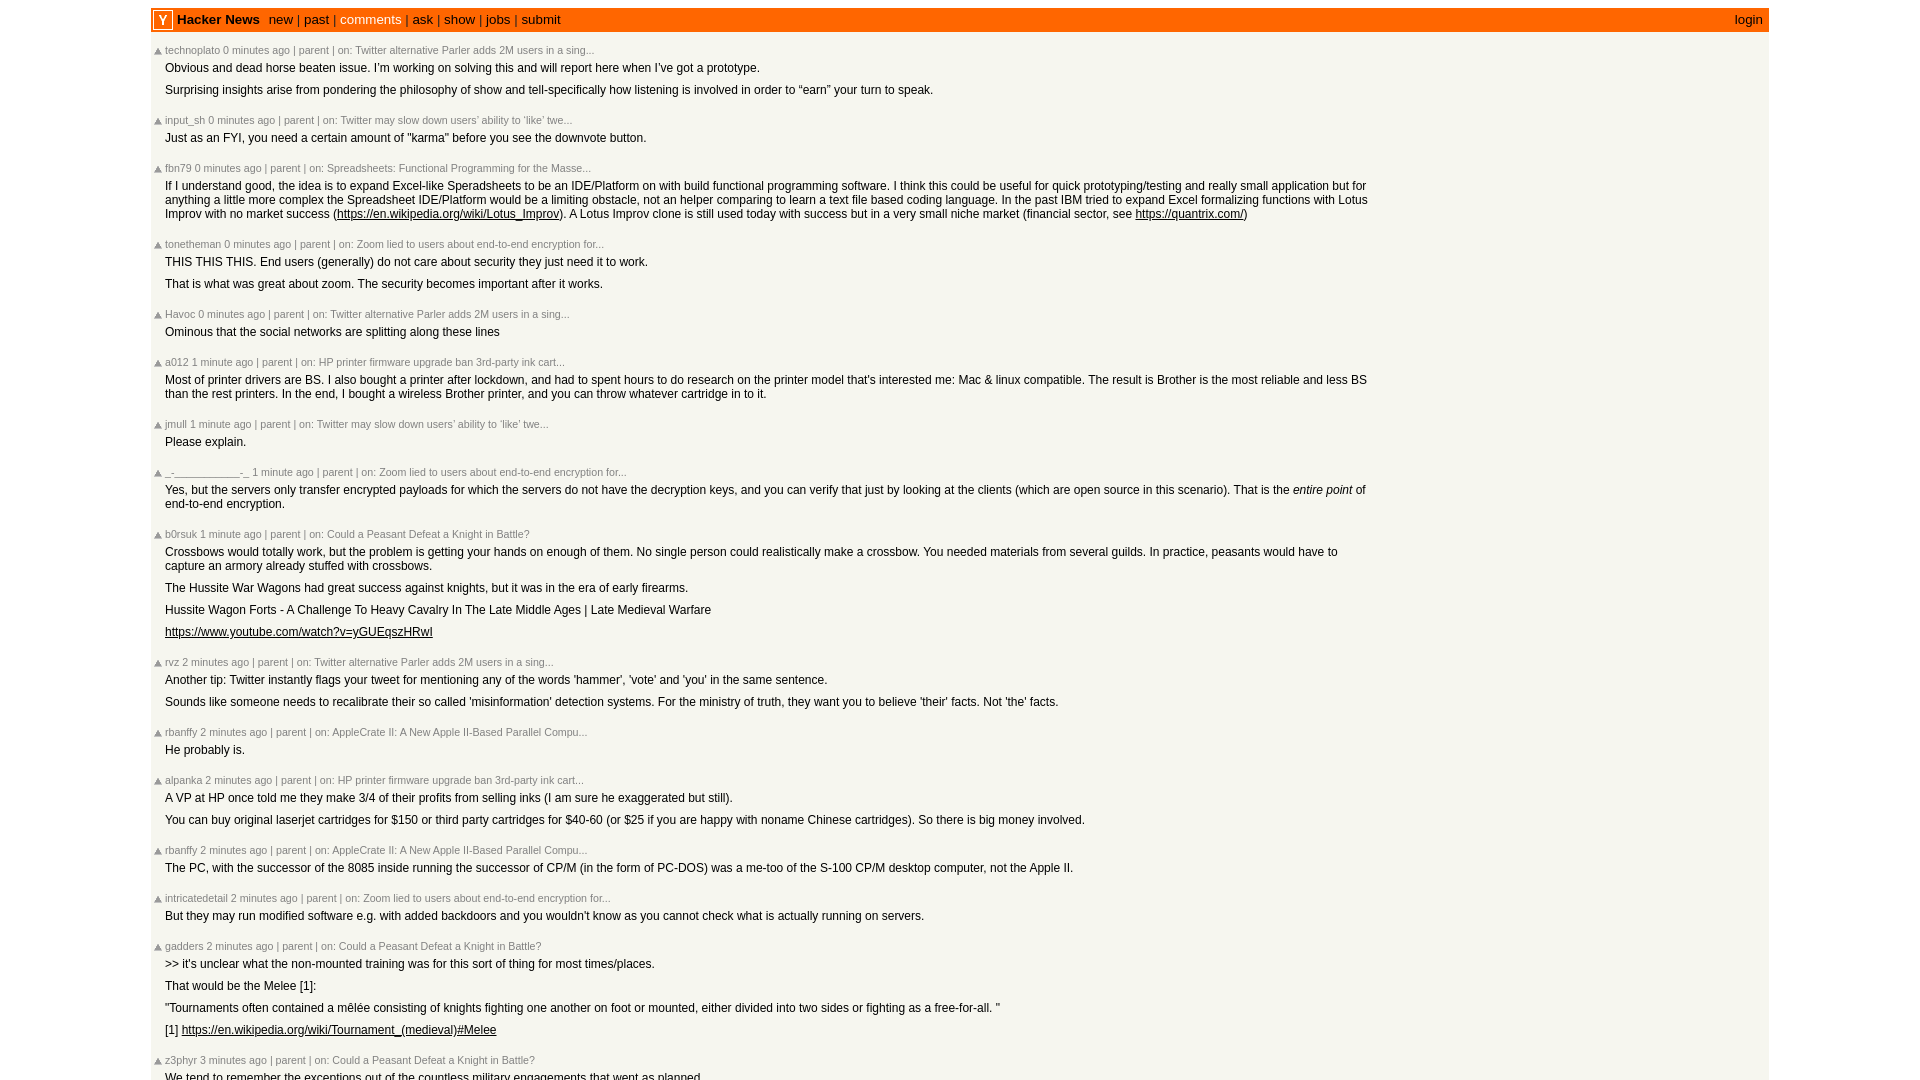 Y Hacker News new | past | comments | ask | show | jobs | submit login
technoplato 0 minutes ago | parent | on: Twitter alternative Parler adds 2M users in a sing...
Obvious and dead horse beaten issue. I’m working on solving this and will report here when I’ve got a prototype.
Surprising insights arise from pondering the philosophy of show and tell-specifically how listening is involved in order to “earn” your turn to speak.
input_sh 0 minutes ago | parent | on: Twitter may slow down users’ ability to ‘like’ twe...
Just as an FYI, you need a certain amount of "karma" before you see the downvote button.
fbn79 0 minutes ago | parent | on: Spreadsheets: Functional Programming for the Masse...
If I understand good, the idea is to expand Excel-like Speradsheets to be an IDE/Platform on with build functional programming software. I think this could be useful for quick prototyping/testing and really small application but for
anything a little more complex the Spreadsheet IDE/Platform would be a limiting obstacle, not an helper comparing to learn a text file based coding language. In the past IBM tried to expand Excel formalizing functions with Lotus
Improv with no market success (https://en.wikipedia.org/wiki/Lotus_Improv). A Lotus Improv clone is still used today with success but in a very small niche market (financial sector, see https://quantrix.com/)
tonetheman 0 minutes ago | parent | on: Zoom lied to users about end-to-end encryption for...
THIS THIS THIS. End users (generally) do not care about security they just need it to work.
That is what was great about zoom. The security becomes important after it works.
Havoc 0 minutes ago | parent | on: Twitter alternative Parler adds 2M users in a sing...
Ominous that the social networks are splitting along these lines
a012 1 minute ago | parent | on: HP printer firmware upgrade ban 3rd-party ink cart...
Most of printer drivers are BS. I also bought a printer after lockdown, and had to spent hours to do research on the printer model that's interested me: Mac & linux compatible. The result is Brother is the most reliable and less BS
than the rest printers. In the end, I bought a wireless Brother printer, and you can throw whatever cartridge in to it.
jmull 1 minute ago | parent | on: Twitter may slow down users’ ability to ‘like’ twe...
Please explain.
_-___________-_ 1 minute ago | parent | on: Zoom lied to users about end-to-end encryption for...
Yes, but the servers only transfer encrypted payloads for which the servers do not have the decryption keys, and you can verify that just by looking at the clients (which are open source in this scenario). That is the entire point of
end-to-end encryption.
b0rsuk 1 minute ago | parent | on: Could a Peasant Defeat a Knight in Battle?
Crossbows would totally work, but the problem is getting your hands on enough of them. No single person could realistically make a crossbow. You needed materials from several guilds. In practice, peasants would have to
capture an armory already stuffed with crossbows.
The Hussite War Wagons had great success against knights, but it was in the era of early firearms.
Hussite Wagon Forts - A Challenge To Heavy Cavalry In The Late Middle Ages | Late Medieval Warfare
https://www.youtube.com/watch?v=yGUEqszHRwI
rvz 2 minutes ago | parent | on: Twitter alternative Parler adds 2M users in a sing...
Another tip: Twitter instantly flags your tweet for mentioning any of the words 'hammer', 'vote' and 'you' in the same sentence.
Sounds like someone needs to recalibrate their so called 'misinformation' detection systems. For the ministry of truth, they want you to believe 'their' facts. Not 'the' facts.
rbanffy 2 minutes ago | parent | on: AppleCrate II: A New Apple II-Based Parallel Compu...
He probably is.
alpanka 2 minutes ago | parent | on: HP printer firmware upgrade ban 3rd-party ink cart...
A VP at HP once told me they make 3/4 of their profits from selling inks (I am sure he exaggerated but still).
You can buy original laserjet cartridges for $150 or third party cartridges for $40-60 (or $25 if you are happy with noname Chinese cartridges). So there is big money involved.
rbanffy 2 minutes ago | parent | on: AppleCrate II: A New Apple II-Based Parallel Compu...
The PC, with the successor of the 8085 inside running the successor of CP/M (in the form of PC-DOS) was a me-too of the S-100 CP/M desktop computer, not the Apple II.
intricatedetail 2 minutes ago | parent | on: Zoom lied to users about end-to-end encryption for...
But they may run modified software e.g. with added backdoors and you wouldn't know as you cannot check what is actually running on servers.
gadders 2 minutes ago | parent | on: Could a Peasant Defeat a Knight in Battle?
>> it's unclear what the non-mounted training was for this sort of thing for most times/places.
That would be the Melee [1]:
"Tournaments often contained a mêlée consisting of knights fighting one another on foot or mounted, either divided into two sides or fighting as a free-for-all. "
[1] https://en.wikipedia.org/wiki/Tournament_(medieval)#Melee
z3phyr 3 minutes ago | parent | on: Could a Peasant Defeat a Knight in Battle?
We tend to remember the exceptions out of the countless military engagements that went as planned.